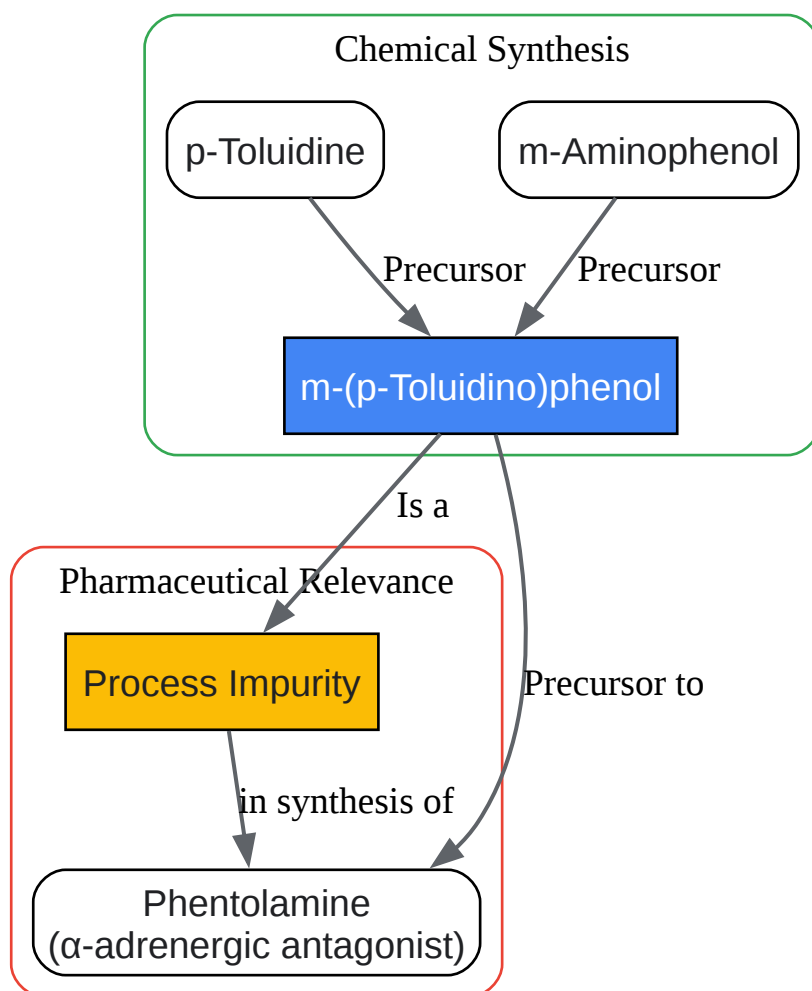 Chemical Synthesis
p-Toluidine
m-Aminophenol
Precursor
Precursor
m-(p-Toluidino)phenol
Is a
Pharmaceutical Relevance
Process Impurity
Precursor to
in synthesis of
Phentolamine
(α-adrenergic antagonist)